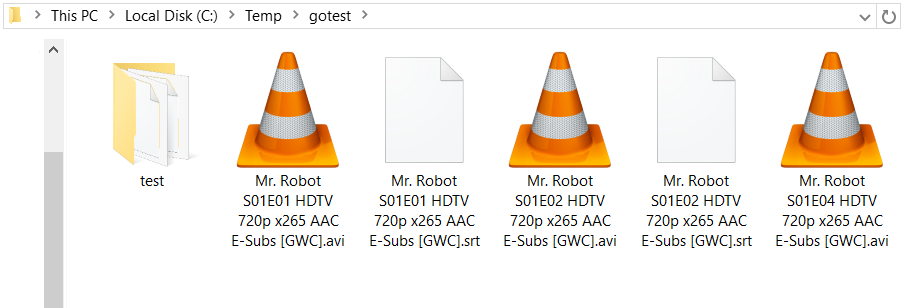 This PC > Local Disk (C:) > Temp > gotest >
test
Mr. Robot
S01E01 HDTV
720p x265 AAC
E-Subs [GWC].avi
Mr. Robot
S01E01 HDTV
720p x265 AAC
E-Subs [GWC].srt
Mr. Robot
S01E02 HDTV
720p x265 AAC
E-Subs [GWC].avi
Mr. Robot
S01E02 HDTV
720p x265 AAC
E-Subs [GWC].srt
Mr. Robot
S01E04 HDTV
720p x265 AAC
E-Subs [GWC].avi